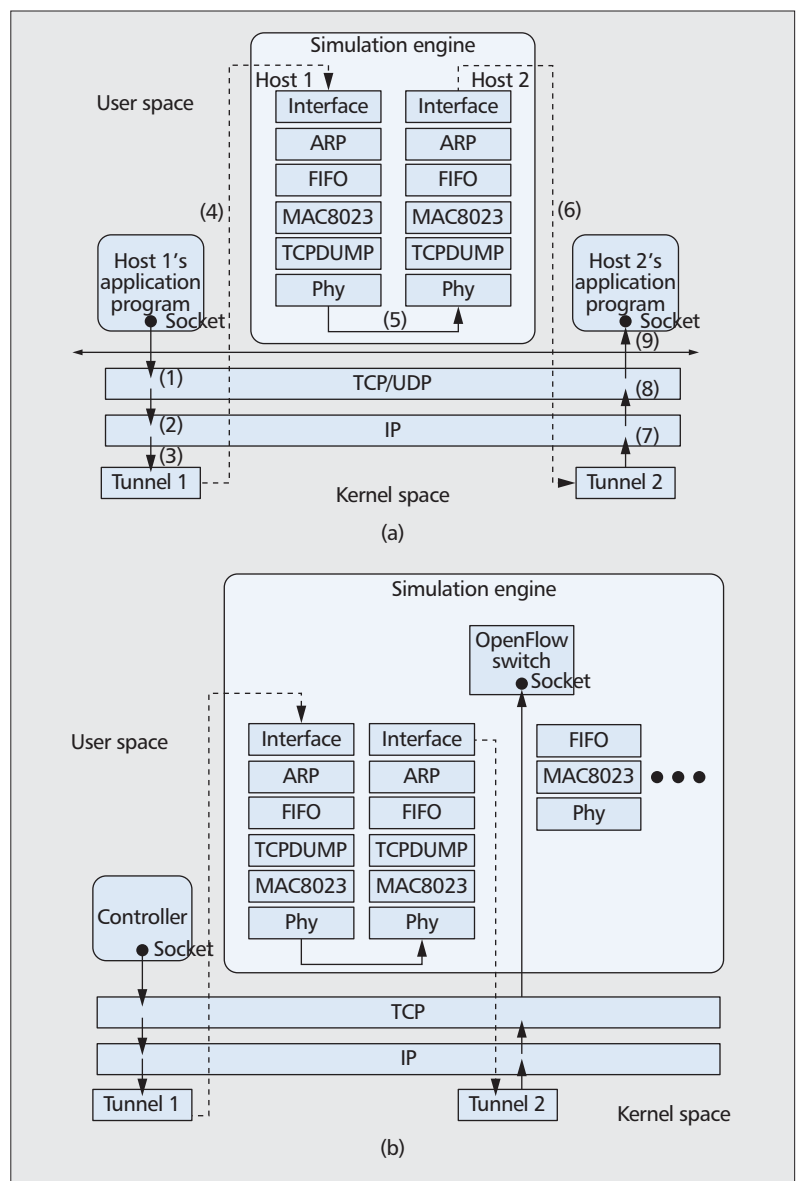 Simulation engine
Host 1
Host 2
User space
Interface
Interface
ARP
ARP
FIFO
FIFO
(4)
(6)
MAC8023
MAC8023
TCPDUMP
TCPDUMP
Host 1's
application
program
Host 2's
application
program
Phy
Phy
(5)
Socket
Socket
(9)
(1)
TCP/UDP
(8)
(2)
IP
(7)
(3)
Tunnel 1
Tunnel 2
Kernel space
(a)
Simulation engine
OpenFlow
switch
Socket
User space
Interface
Interface
FIFO
ARP
ARP
MAC8023
FIFO
FIFO
Phy
TCPDUMP
TCPDUMP
MAC8023
MAC8023
Controller
Phy
Phy
Socket
TCP
IP
Tunnel 1
Tunnel 2
Kernel space
(b)